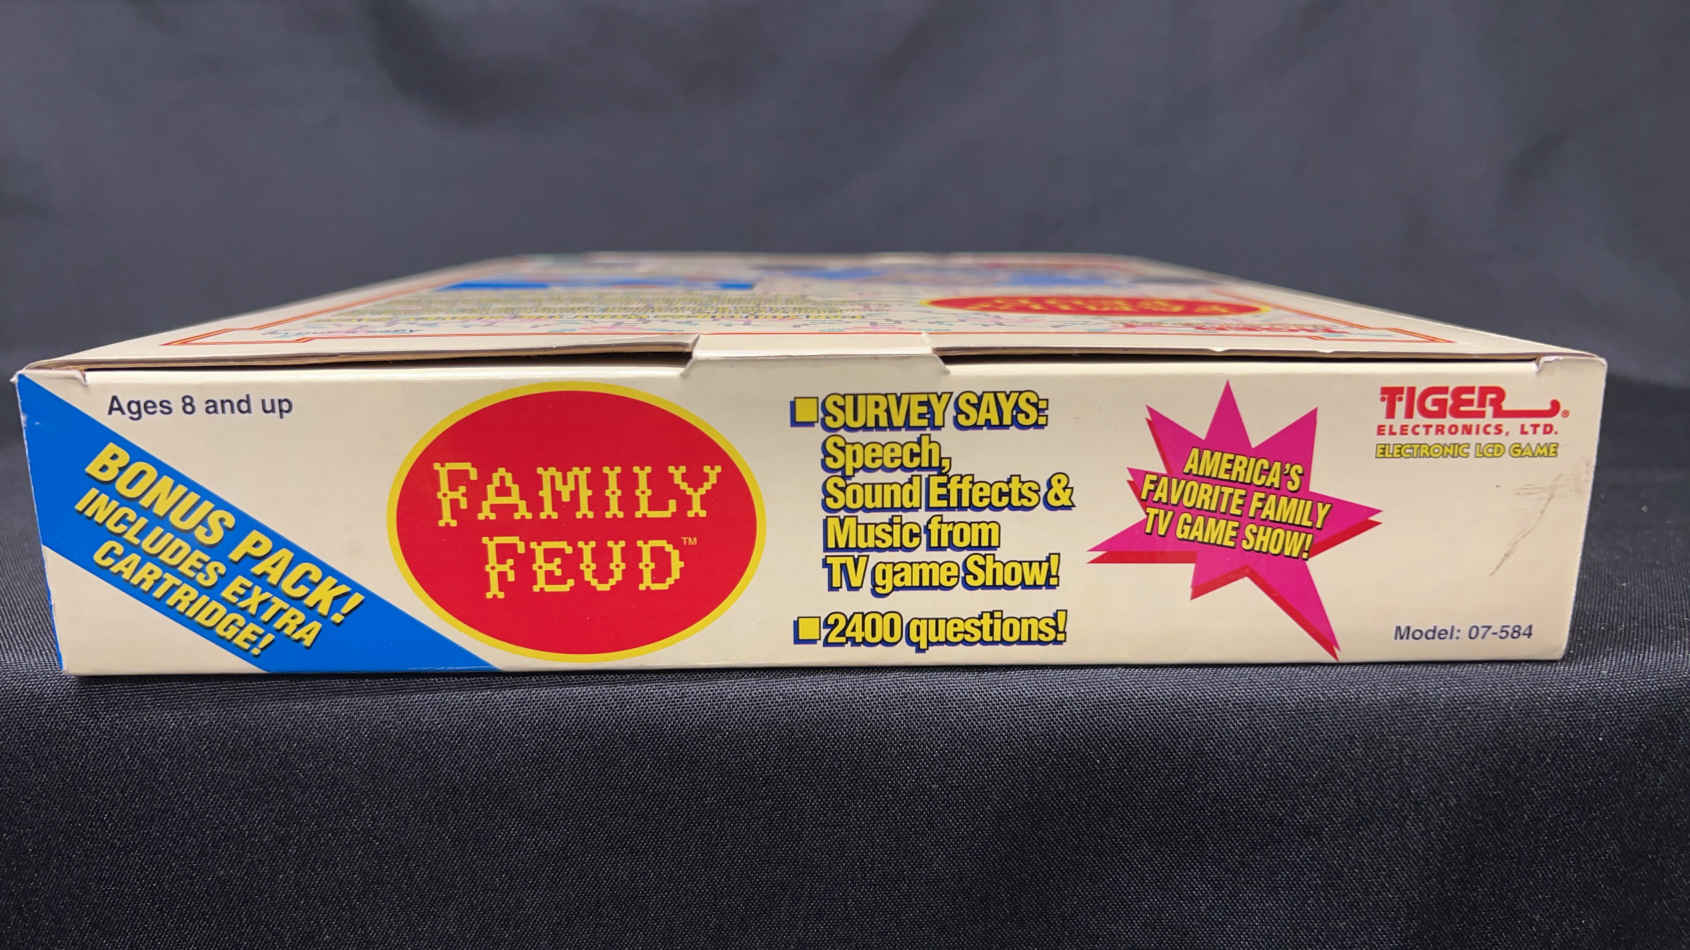 Ages 8 and up
BONUS PACK!
INCLUDES EXTRA
CARTRIDGE!
FAMILY
FEUD™
SURVEY SAYS:
Speech,
Sound Effects &
Music from
TV game Show!
2400 questions!
AMERICA'S
FAVORITE FAMILY
TV GAME SHOW!
TIGER®
ELECTRONICS, LTD.
ELECTRONIC LCD GAME
Model: 07-584